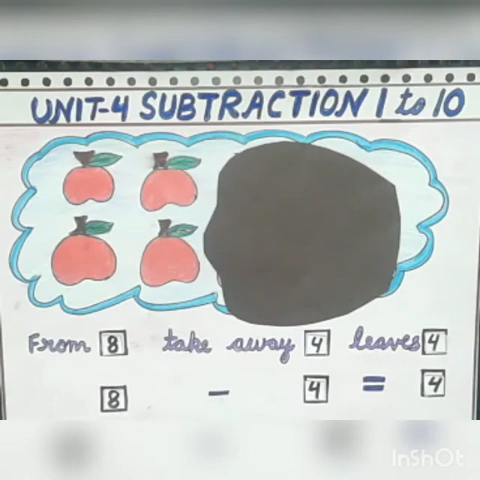 UNIT-4 SUBTRACTION 1 to 10
From 8 take away 4 leaves 4
8 - 4 = 4
InShOt